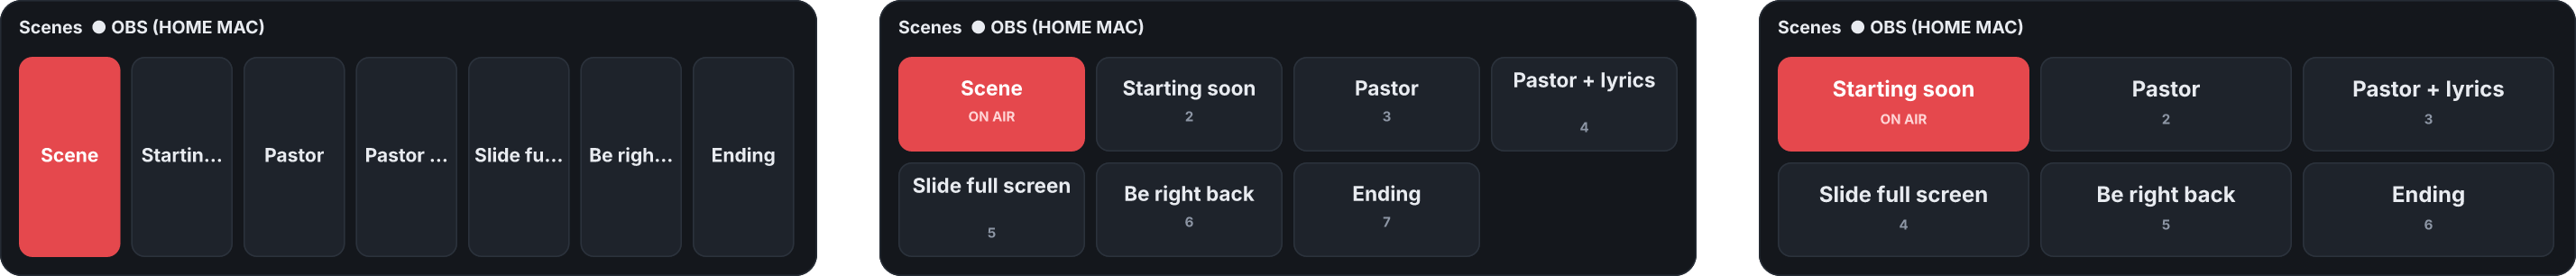 Scenes ● OBS (HOME MAC)
Scene
Startin...
Pastor
Pastor ...
Slide fu...
Be righ...
Ending
Scenes ● OBS (HOME MAC)
Scene
ON AIR
Starting soon
2
Pastor
3
Pastor + lyrics
4
Slide full screen
5
Be right back
6
Ending
7
Scenes ● OBS (HOME MAC)
Starting soon
ON AIR
Pastor
2
Pastor + lyrics
3
Slide full screen
4
Be right back
5
Ending
6